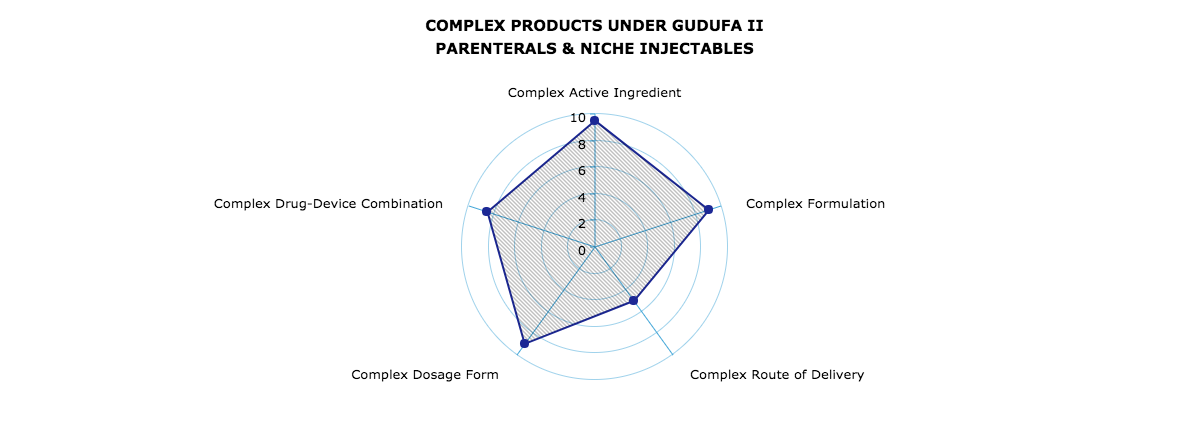 COMPLEX PRODUCTS UNDER GUDUFA II
PARENTERALS & NICHE INJECTABLES
Complex Active Ingredient
10
8
6
4
2
0
Complex Drug-Device Combination
Complex Formulation
Complex Dosage Form
Complex Route of Delivery